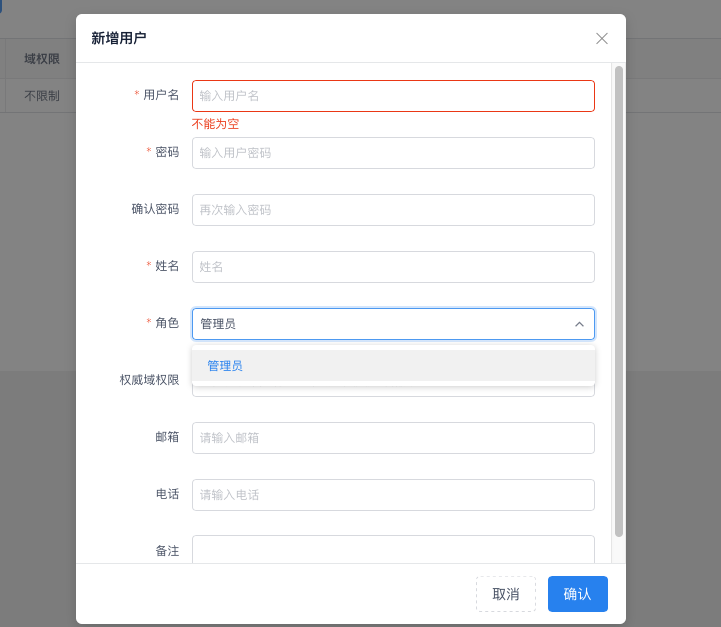 新增用户
域权限
不限制
* 用户名
输入用户名
不能为空
* 密码
输入用户密码
确认密码
再次输入密码
* 姓名
姓名
* 角色
管理员
管理员
权威域权限
邮箱
请输入邮箱
电话
请输入电话
备注
取消
确认